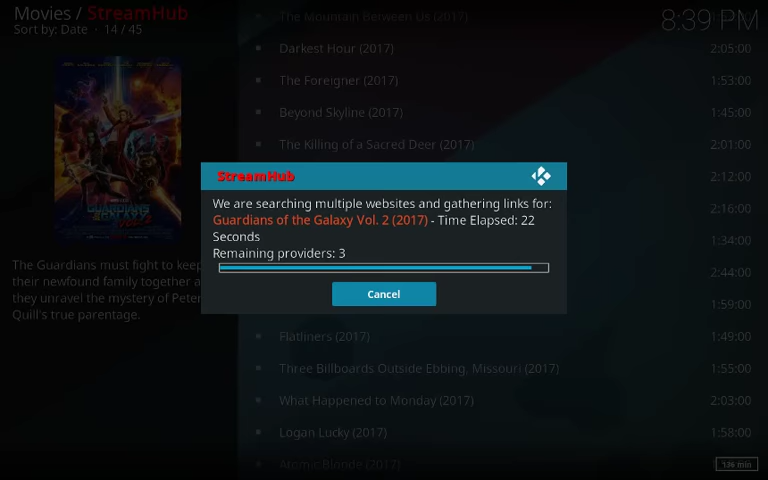 Movies / StreamHub
Sort by: Date · 14 / 45
8:39 PM
The Mountain Between Us (2017)
Darkest Hour (2017)
2:05:00
The Foreigner (2017)
1:53:00
Beyond Skyline (2017)
1:45:00
The Killing of a Sacred Deer (2017)
2:01:00
2:12:00
2:16:00
1:34:00
2:44:00
1:59:00
StreamHub
We are searching multiple websites and gathering links for:
Guardians of the Galaxy Vol. 2 (2017) - Time Elapsed: 22
Seconds
Remaining providers: 3
Cancel
GUARDIANS
GALAXY
The Guardians must fight to keep
their newfound family together a
they unravel the mystery of Peter
Quill's true parentage.
Flatliners (2017)
1:49:00
Three Billboards Outside Ebbing, Missouri (2017)
1:55:00
What Happened to Monday (2017)
2:03:00
Logan Lucky (2017)
1:58:00
Atomic Blonde (2017)
136 min